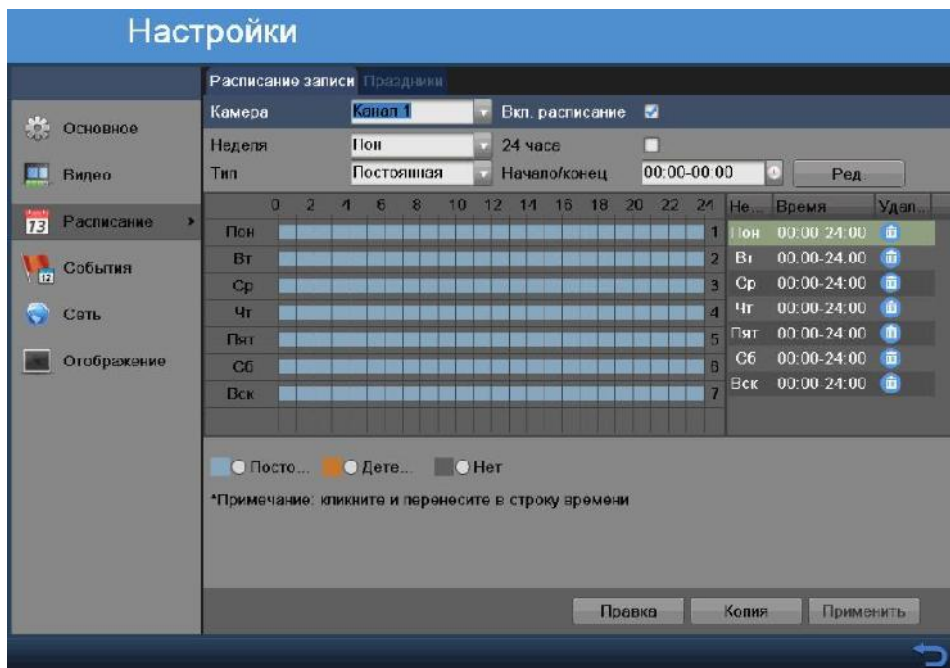 Настройки
Расписание записи Праздники
Камера Канал 1 Вкл. расписание
Неделя Пон 24 часа
Тип Постоянная Начало/конец 00:00-00:00 Ред.
Основное
Видео
13 Расписание
12 События
Сеть
Отображение
0 2 4 6 8 10 12 14 16 18 20 22 24 Не... Время Удал...
Пон 1 Пон 00:00-24:00
Вт 2 Вт 00:00-24:00
Ср 3 Ср 00:00-24:00
Чт 4 Чт 00:00-24:00
Пят 5 Пят 00:00-24:00
Сб 6 Сб 00:00-24:00
Вск 7 Вск 00:00-24:00
Посто... Дете... Нет
*Примечание: кликните и перенесите в строку времени
Правка Копия Применить